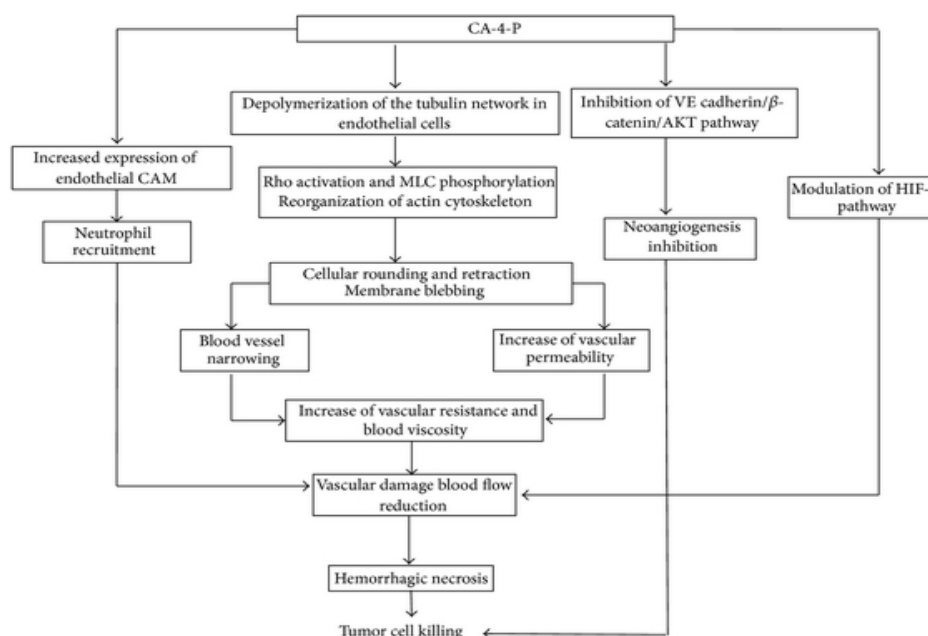 CA-4-P
Depolymerization of the tubulin network in
endothelial cells
Inhibition of VE cadherin/β-
catenin/AKT pathway
Increased expression of
endothelial CAM
Rho activation and MLC phosphorylation
Reorganization of actin cytoskeleton
Modulation of HIF-
pathway
Neutrophil
recruitment
Neoangiogenesis
inhibition
Cellular rounding and retraction
Membrane blebbing
Blood vessel
narrowing
Increase of vascular
permeability
Increase of vascular resistance and
blood viscosity
Vascular damage blood flow
reduction
Hemorrhagic necrosis
Tumor cell killing